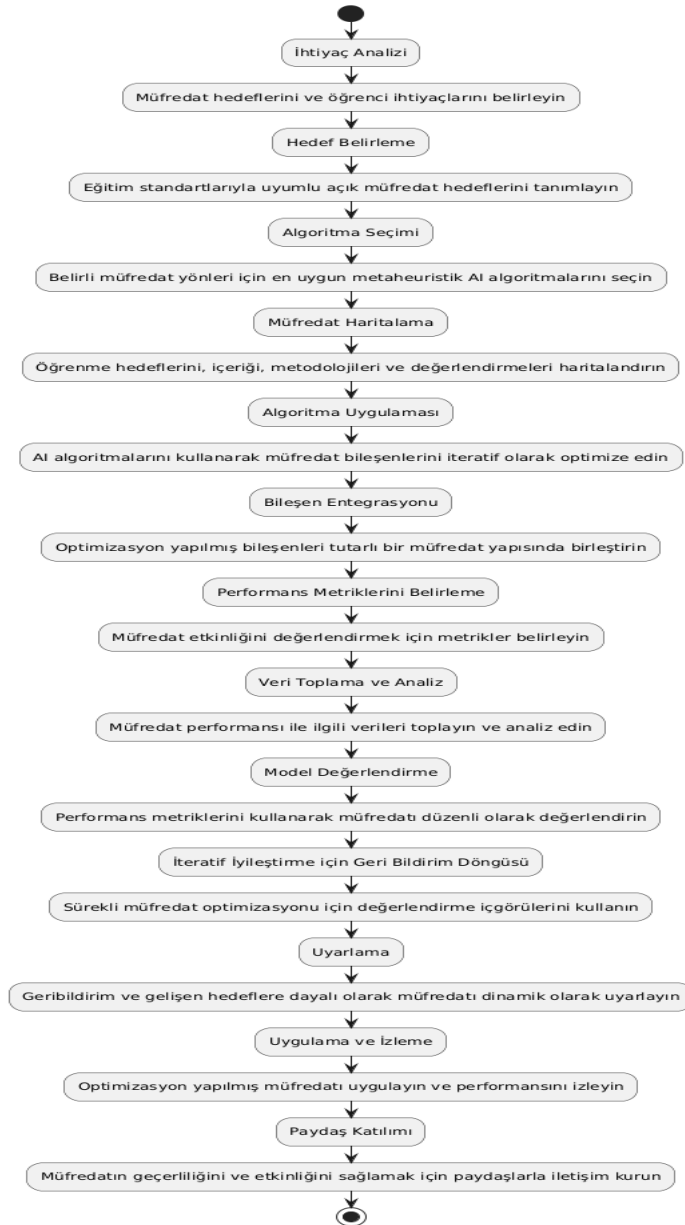 İhtiyaç Analizi
Müfredat hedeflerini ve öğrenci ihtiyaçlarını belirleyin
Hedef Belirleme
Eğitim standartlarıyla uyumlu açık müfredat hedeflerini tanımlayın
Algoritma Seçimi
Belirli müfredat yönleri için en uygun metaheuristik AI algoritmalarını seçin
Müfredat Haritalama
Öğrenme hedeflerini, içeriği, metodolojileri ve değerlendirmeleri haritalandırın
Algoritma Uygulaması
AI algoritmalarını kullanarak müfredat bileşenlerini iteratif olarak optimize edin
Bileşen Entegrasyonu
Optimizasyon yapılmış bileşenleri tutarlı bir müfredat yapısında birleştirin
Performans Metriklerini Belirleme
Müfredat etkinliğini değerlendirmek için metrikler belirleyin
Veri Toplama ve Analiz
Müfredat performansı ile ilgili verileri toplayın ve analiz edin
Model Değerlendirme
Performans metriklerini kullanarak müfredatı düzenli olarak değerlendirin
İteratif İyileştirme için Geri Bildirim Döngüsü
Sürekli müfredat optimizasyonu için değerlendirme içgörülerini kullanın
Uyarlama
Geribildirim ve gelişen hedeflere dayalı olarak müfredatı dinamik olarak uyarlayın
Uygulama ve İzleme
Optimizasyon yapılmış müfredatı uygulayın ve performansını izleyin
Paydaş Katılımı
Müfredatın geçerliliğini ve etkinliğini sağlamak için paydaşlarla iletişim kurun